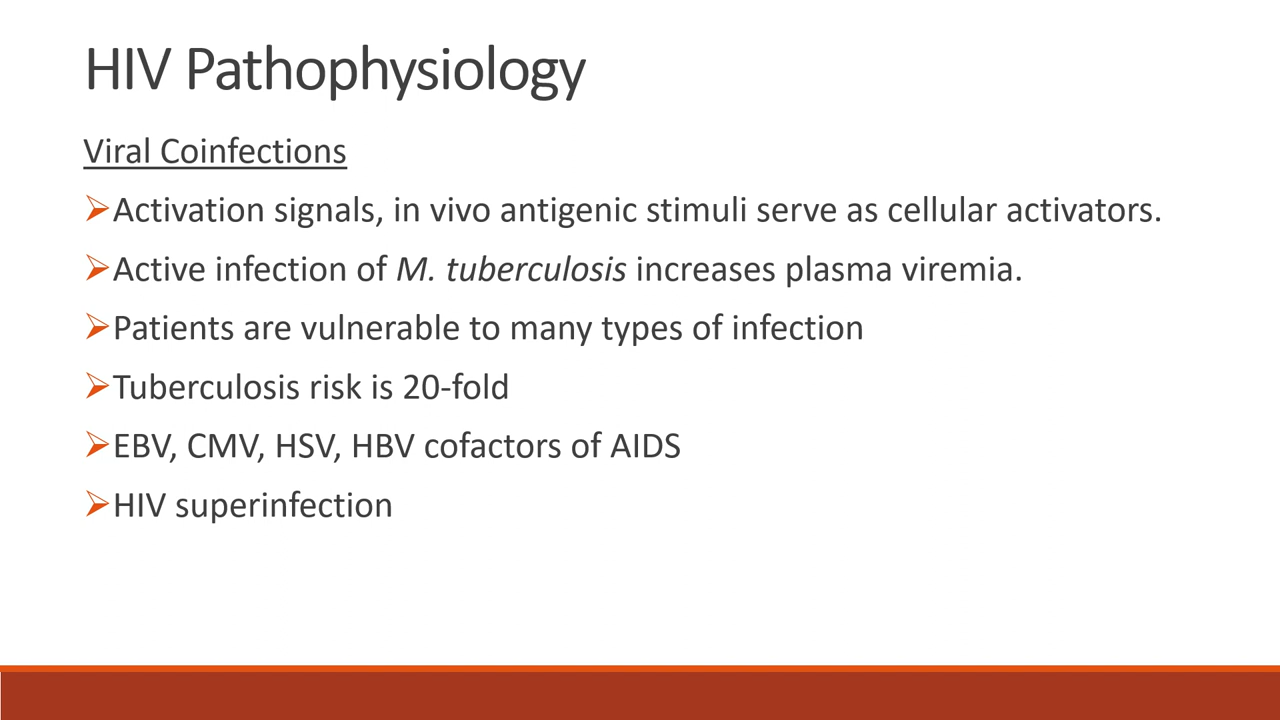 HIV Pathophysiology
Viral Coinfections
➢Activation signals, in vivo antigenic stimuli serve as cellular activators.
➢Active infection of M. tuberculosis increases plasma viremia.
➢Patients are vulnerable to many types of infection
➢Tuberculosis risk is 20-fold
➢EBV, CMV, HSV, HBV cofactors of AIDS
➢HIV superinfection